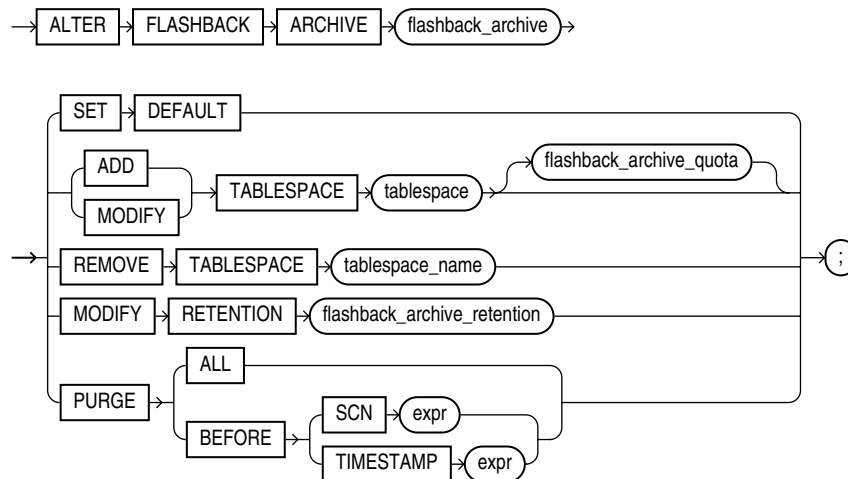 ALTER FLASHBACK ARCHIVE flashback_archive
SET DEFAULT
flashback_archive_quota
ADD
TABLESPACE tablespace
MODIFY
REMOVE TABLESPACE tablespace_name ;
MODIFY RETENTION flashback_archive_retention
ALL
PURGE
SCN expr
BEFORE
TIMESTAMP expr